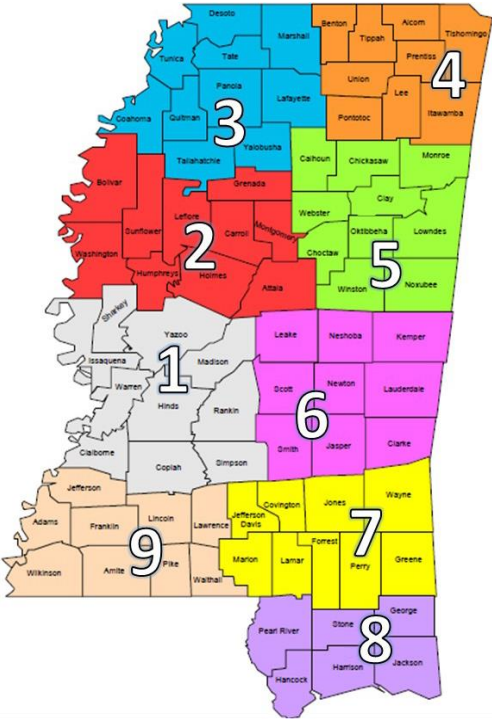 Desoto
Marshall
Tunica
Tate
Panola
Lafayette
Coahoma
Quitman
3
Yalobusha
Tallahatchie
Benton
Tippah
Alcorn
Tishomingo
Prentiss
Union
4
Lee
Pontotoc
Itawamba
Bolivar
Grenada
Sunflower
Leflore
Carroll
Montgomery
Washington
2
Humphreys
Holmes
Attala
Calhoun
Chickasaw
Monroe
Clay
Webster
Oktibbeha
Lowndes
Choctaw
5
Winston
Noxubee
Sharkey
Yazoo
Issaquena
Madison
1
Warren
Hinds
Rankin
Claiborne
Copiah
Simpson
Leake
Neshoba
Kemper
Scott
Newton
Lauderdale
6
Smith
Jasper
Clarke
Jefferson
Adams
Franklin
Lincoln
Lawrence
9
Wilkinson
Amite
Pike
Walthall
Jefferson
Davis
Covington
Jones
Wayne
7
Marion
Lamar
Forrest
Perry
Greene
Pearl River
Stone
George
8
Hancock
Harrison
Jackson